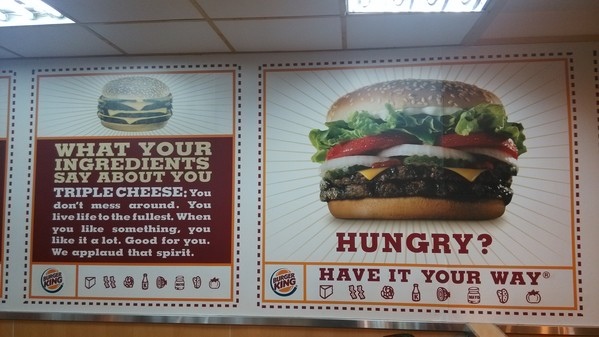 WHAT YOUR
INGREDIENTS
SAY ABOUT YOU
TRIPLE CHEESE: You
don't mess around. You
live life to the fullest. When
you like something, you
like it a lot. Good for you.
We applaud that spirit.
BURGER
KING
HUNGRY?
HAVE IT YOUR WAY®
BURGER
KING